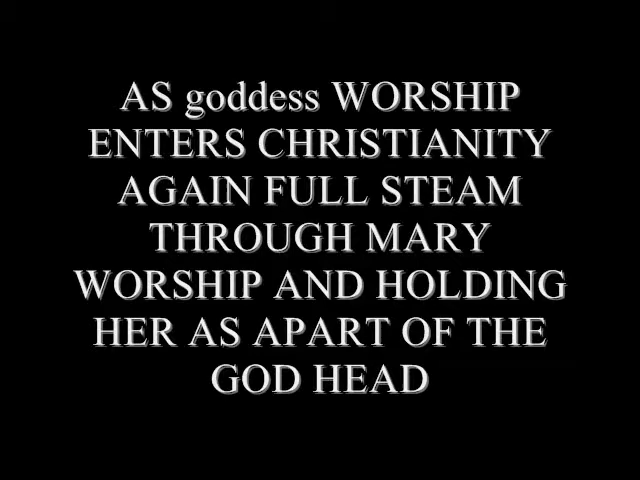 AS goddess WORSHIP
ENTERS CHRISTIANITY
AGAIN FULL STEAM
THROUGH MARY
WORSHIP AND HOLDING
HER AS APART OF THE
GOD HEAD